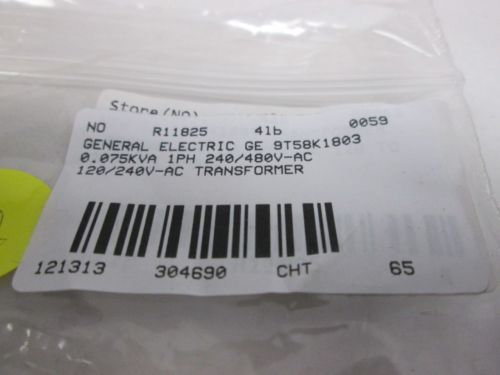 Store(NO)
NO R11825 41b 0059
GENERAL ELECTRIC GE 9T58K1803
0.075KVA 1PH 240/480V-AC
120/240V-AC TRANSFORMER
121313 304690 CHT 65